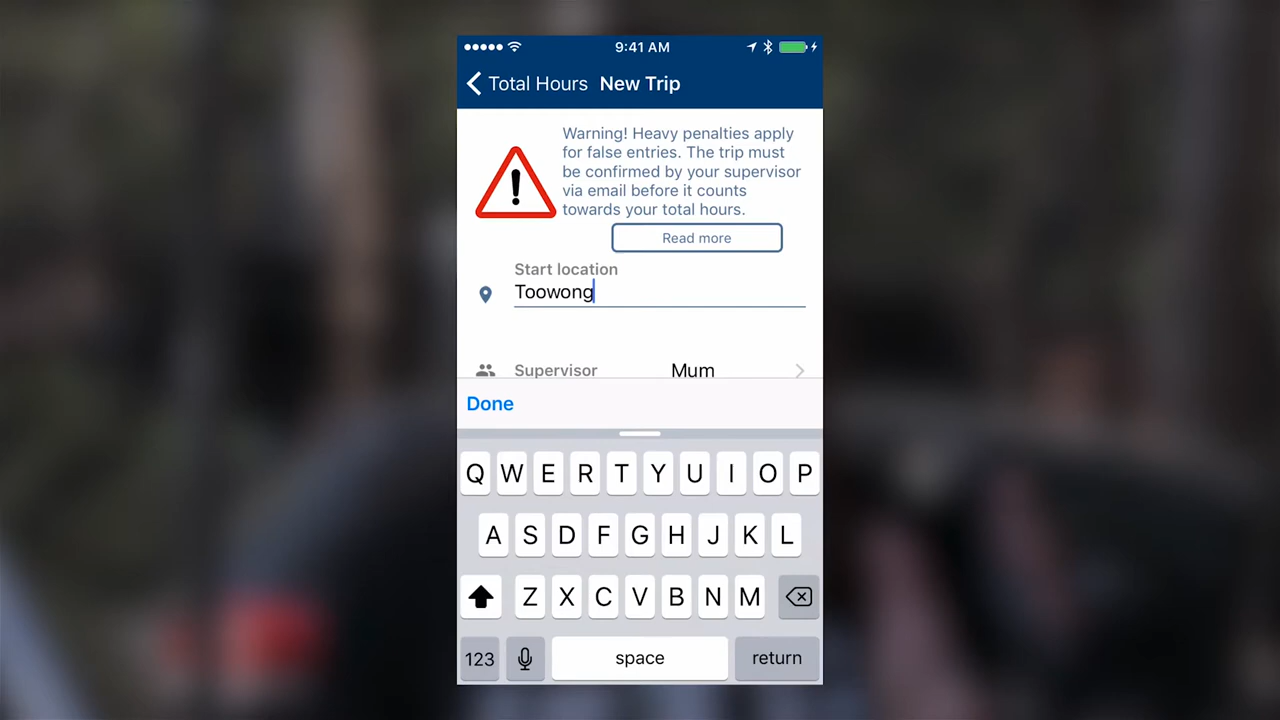 9:41 AM
Total Hours New Trip
Warning! Heavy penalties apply
for false entries. The trip must
be confirmed by your supervisor
via email before it counts
towards your total hours.
Read more
Start location
Toowong
Supervisor Mum
Done
Q W E R T Y U I O P
A S D F G H J K L
Z X C V B N M
123 space return